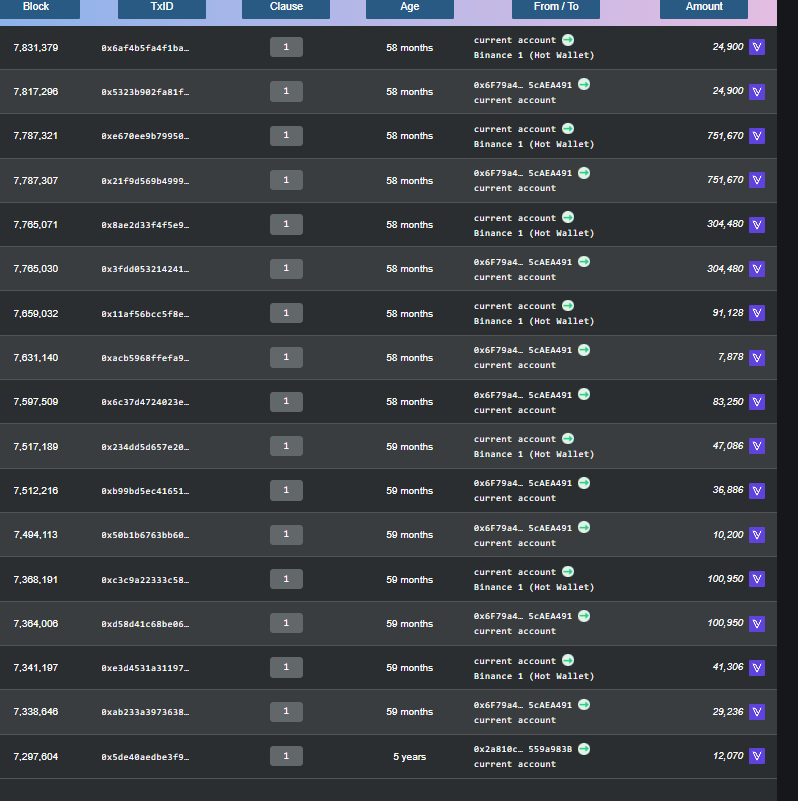 Block TxID Clause Age From / To Amount
7,831,379 0x6af4b5fa4f1ba… 1 58 months current account 24,900
Binance 1 (Hot Wallet)
7,817,296 0x5323b902fa81f… 1 58 months 0x6F79a4… 5cAEA491 24,900
current account
7,787,321 0xe670ee9b79950… 1 58 months current account 751,670
Binance 1 (Hot Wallet)
7,787,307 0x21f9d569b4999… 1 58 months 0x6F79a4… 5cAEA491 751,670
current account
7,765,071 0x8ae2d33f4f5e9… 1 58 months current account 304,480
Binance 1 (Hot Wallet)
7,765,030 0x3fdd053214241… 1 58 months 0x6F79a4… 5cAEA491 304,480
current account
7,659,032 0x11af56bcc5f8e… 1 58 months current account 91,128
Binance 1 (Hot Wallet)
7,631,140 0xacb5968ffefa9… 1 58 months 0x6F79a4… 5cAEA491 7,878
current account
7,597,509 0x6c37d4724023e… 1 58 months 0x6F79a4… 5cAEA491 83,250
current account
7,517,189 0x234dd5d657e20… 1 59 months current account 47,086
Binance 1 (Hot Wallet)
7,512,216 0xb99bd5ec41651… 1 59 months 0x6F79a4… 5cAEA491 36,886
current account
7,494,113 0x50b1b6763bb60… 1 59 months 0x6F79a4… 5cAEA491 10,200
current account
7,368,191 0xc3c9a22333c58… 1 59 months current account 100,950
Binance 1 (Hot Wallet)
7,364,006 0xd58d41c68be06… 1 59 months 0x6F79a4… 5cAEA491 100,950
current account
7,341,197 0xe3d4531a31197… 1 59 months current account 41,306
Binance 1 (Hot Wallet)
7,338,646 0xab233a3973638… 1 59 months 0x6F79a4… 5cAEA491 29,236
current account
7,297,604 0x5de40aedbe3f9… 1 5 years 0x2a810c… 559a983B 12,070
current account